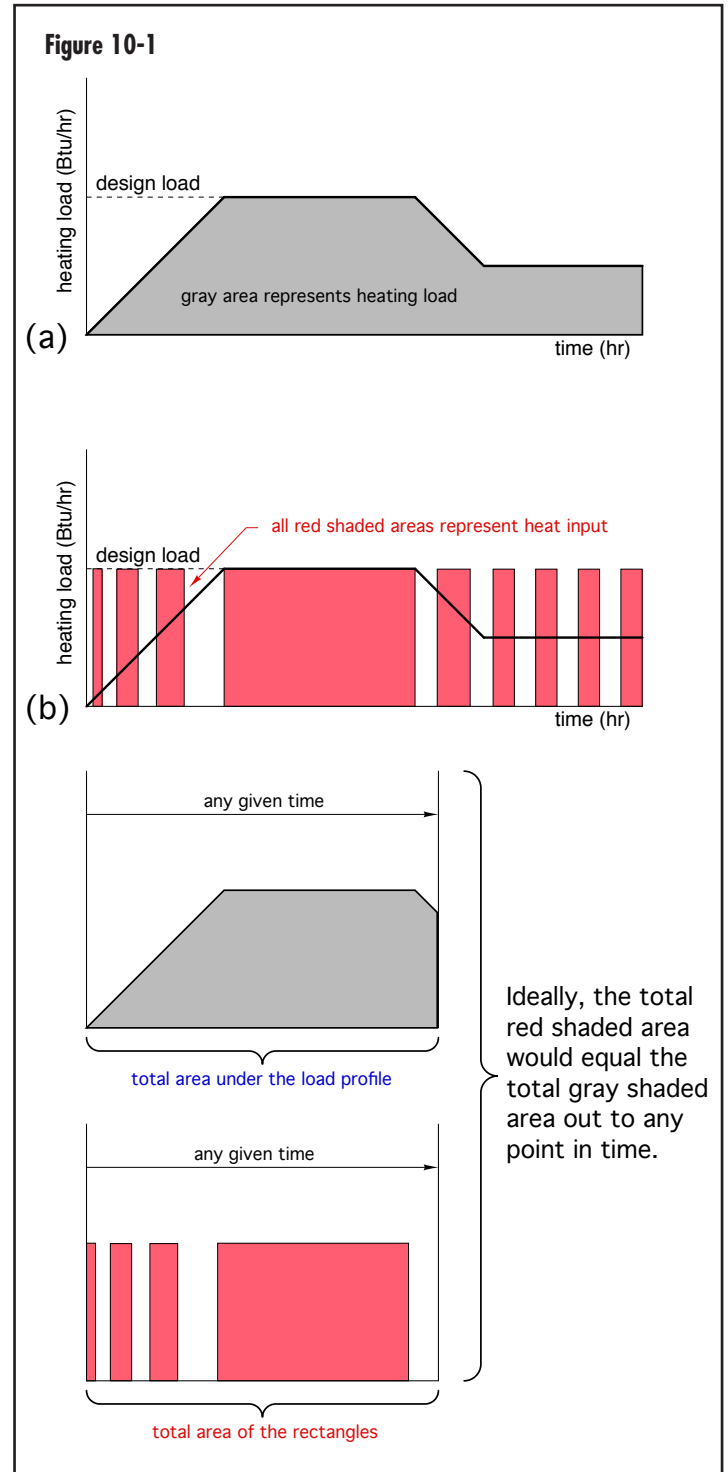 Figure 10-1
heating load (Btu/hr)
design load
gray area represents heating load
(a)
time (hr)
heating load (Btu/hr)
all red shaded areas represent heat input
design load
(b)
time (hr)
any given time
total area under the load profile
Ideally, the total
red shaded area
would equal the
total gray shaded
area out to any
point in time.
any given time
total area of the rectangles